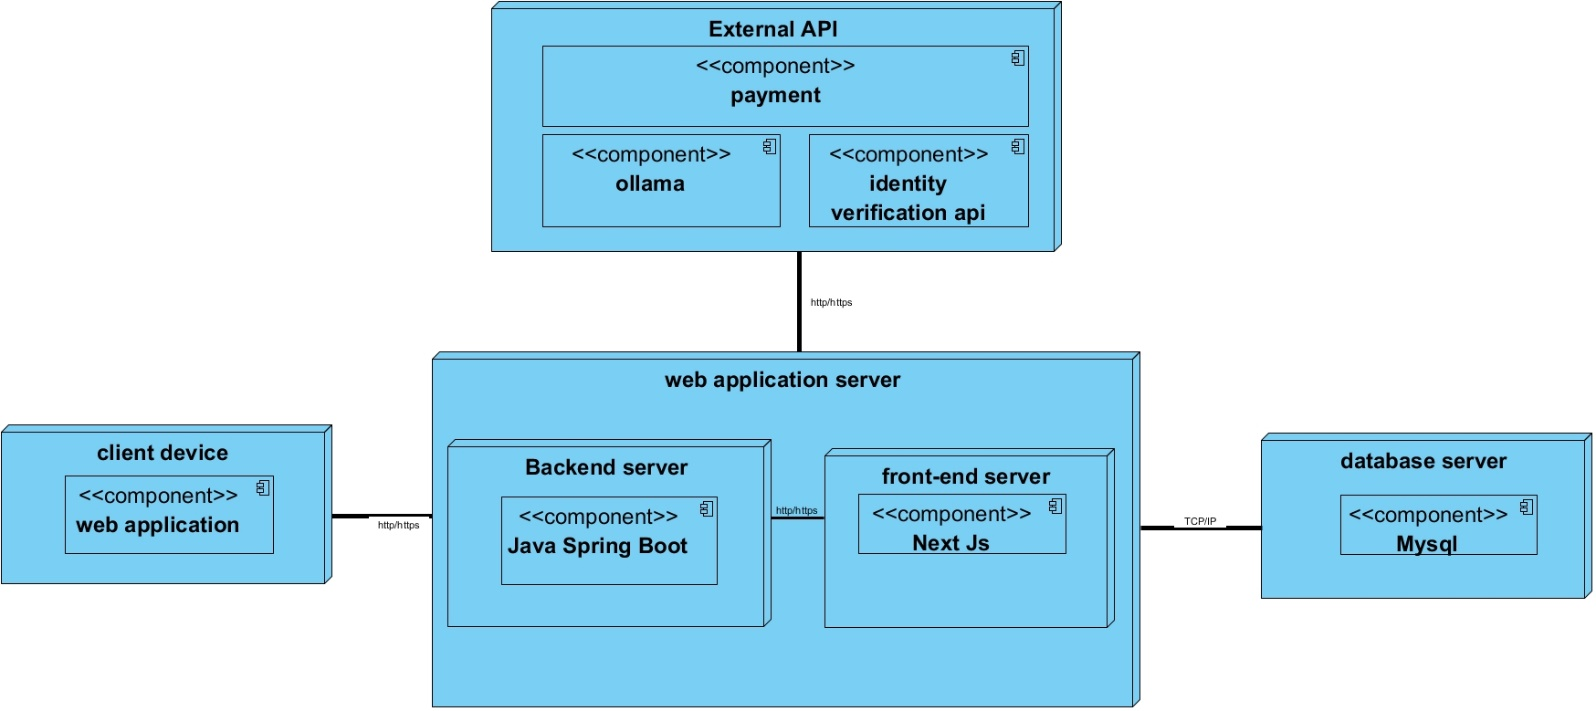 External API
<<component>>
payment
<<component>>
ollama
<<component>>
identity
verification api
http/https
web application server
client device
<<component>>
web application
http/https
Backend server
<<component>>
Java Spring Boot
http/https
front-end server
<<component>>
Next Js
TCP/IP
database server
<<component>>
Mysql